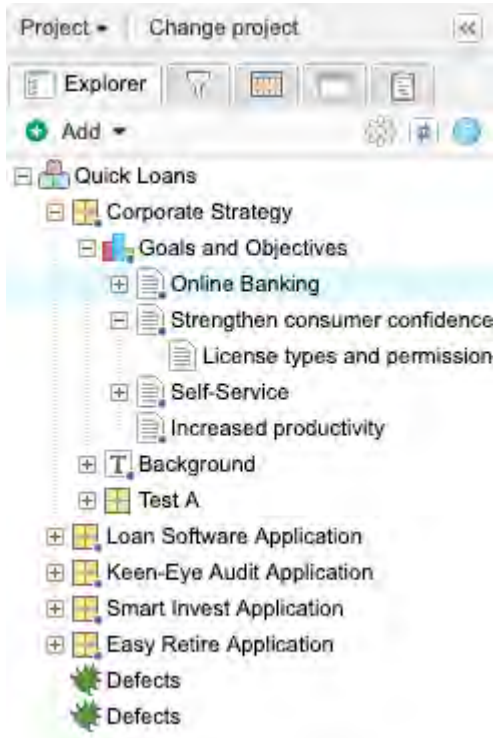 Project Change project
Explorer
Add
Quick Loans
Corporate Strategy
Goals and Objectives
Online Banking
Strengthen consumer confidence
License types and permission
Self-Service
Increased productivity
T Background
Test A
Loan Software Application
Keen-Eye Audit Application
Smart Invest Application
Easy Retire Application
Defects
Defects